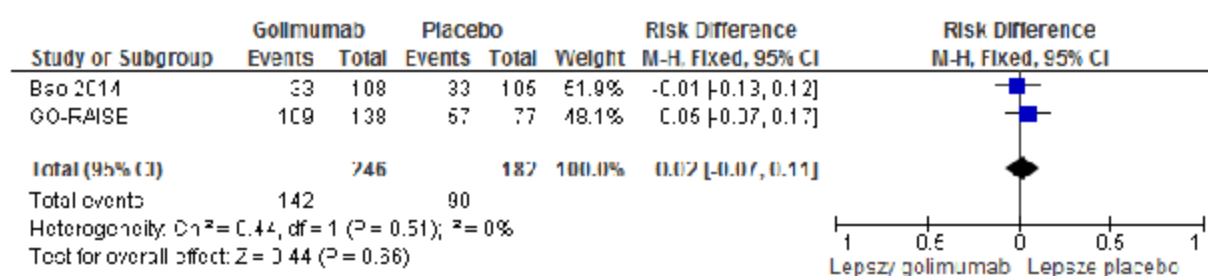 Golimumab Placebo Risk Difference Risk Difference
Study or Subgroup Events Total Events Total Weight M-H, Fixed, 95% CI M-H, Fixed, 95% CI
Bao 2014 33 108 33 105 51.9% -0.01 [-0.13, 0.12]
GO-RAISE 109 138 57 77 48.1% 0.05 [-0.07, 0.17]
Total (95% CI) 246 182 100.0% 0.02 [-0.07, 0.11]
Total events 142 90
Heterogeneity: Chi² = 0.44, df = 1 (P = 0.51); I² = 0%
Test for overall effect: Z = 0.44 (P = 0.66)
1 0.5 0 0.5 1
Lepszy golimumab Lepsze placebo